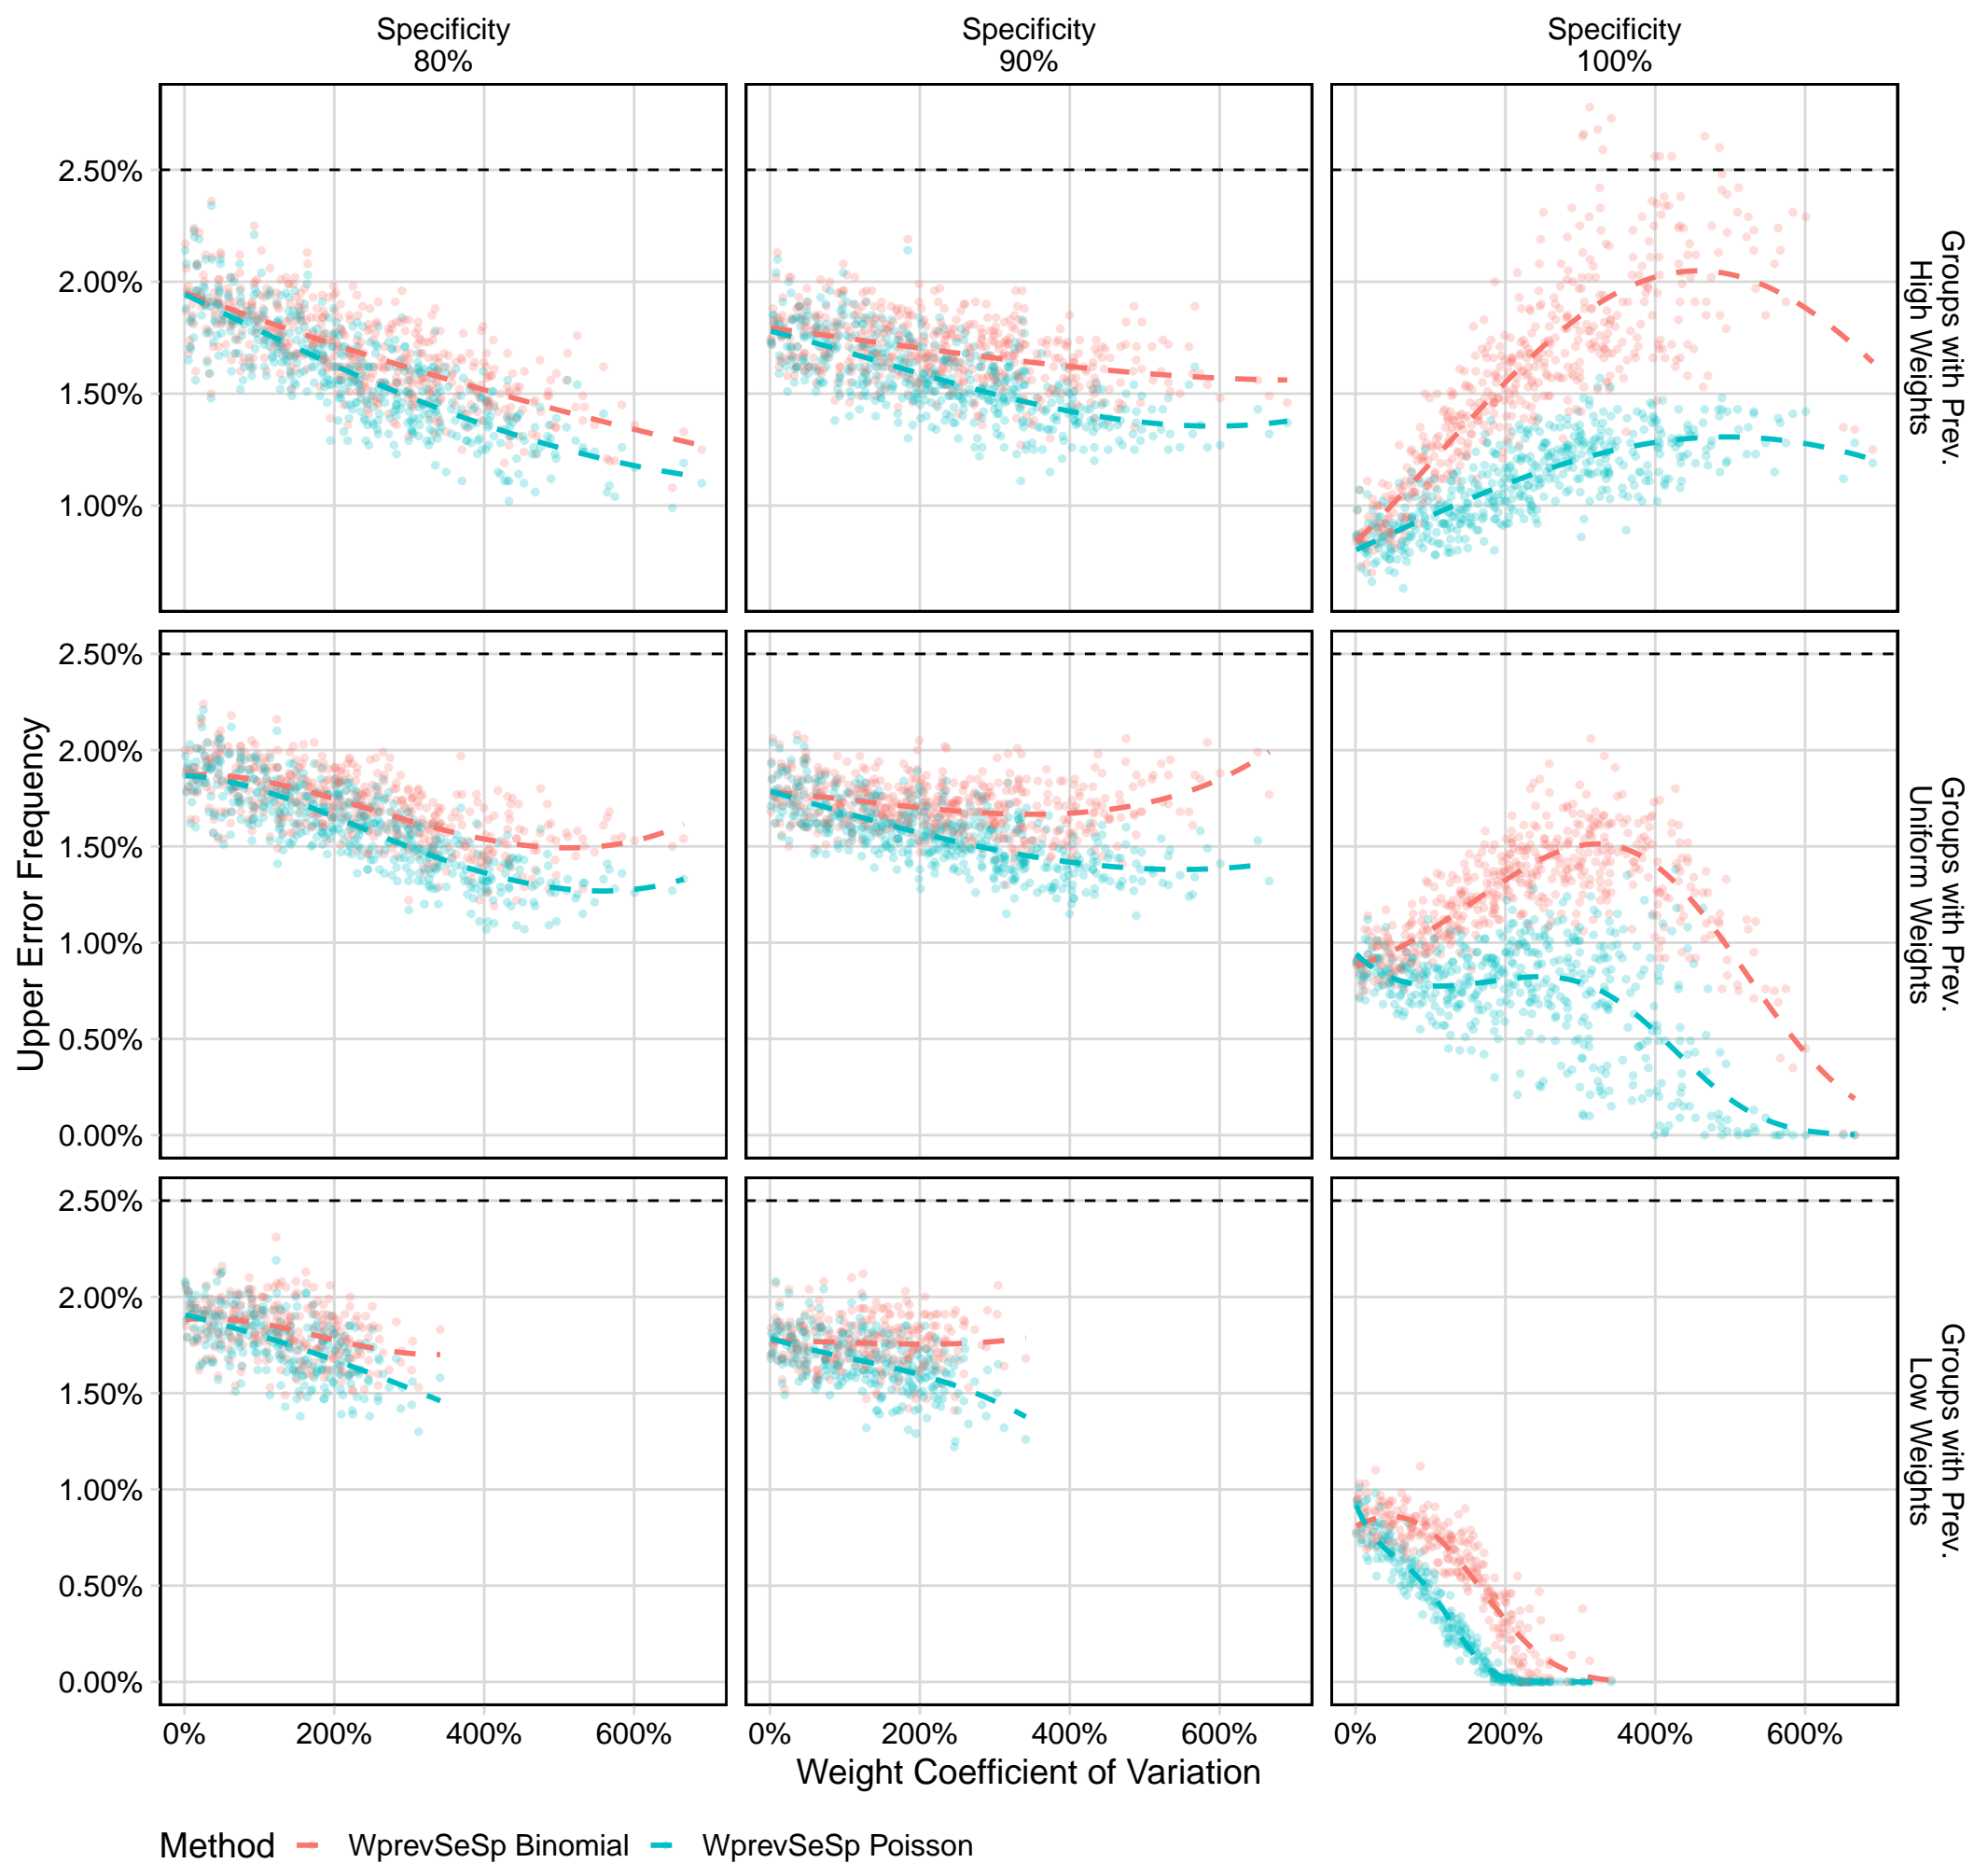 Specificity
80%
Specificity
90%
Specificity
100%
2.50%
2.00%
1.50%
1.00%
Groups with Prev.
High Weights
2.50%
2.00%
1.50%
1.00%
0.50%
0.00%
Groups with Prev.
Uniform Weights
Upper Error Frequency
2.50%
2.00%
1.50%
1.00%
0.50%
0.00%
Groups with Prev.
Low Weights
0% 200% 400% 600% 0% 200% 400% 600% 0% 200% 400% 600%
Weight Coefficient of Variation
Method WprevSeSp Binomial WprevSeSp Poisson